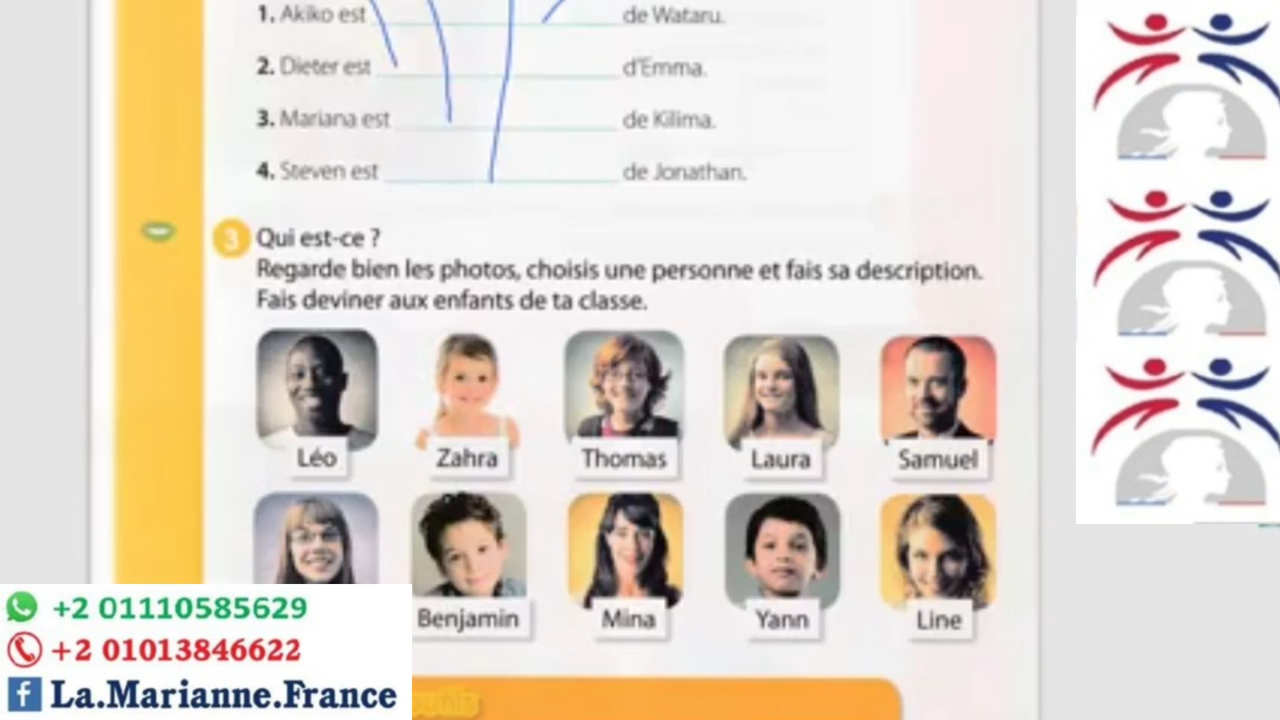 1. Akiko est de Wataru.
2. Dieter est d'Emma.
3. Mariana est de Kilima.
4. Steven est de Jonathan.
3 Qui est-ce ?
Regarde bien les photos, choisis une personne et fais sa description.
Fais deviner aux enfants de ta classe.
Léo Zahra Thomas Laura Samuel
Benjamin Mina Yann Line
+2 01110585629
+2 01013846622
f La.Marianne.France